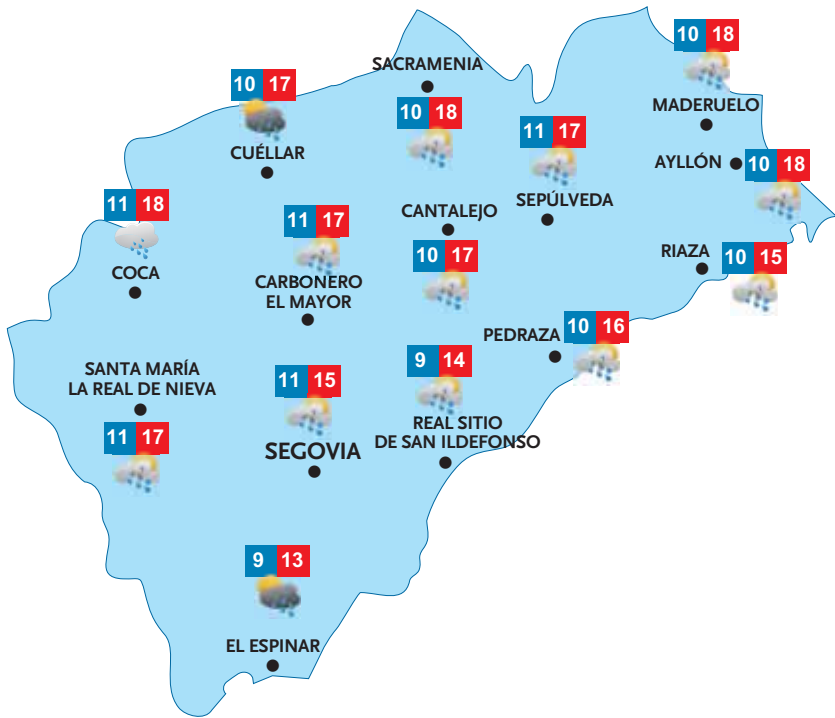 10 18
SACRAMENIA
10 17
MADERUELO
10 18
11 17
CUÉLLAR
AYLLÓN
10 18
11 18
SEPÚLVEDA
CANTALEJO
11 17
RIAZA
10 15
10 17
COCA
CARBONERO
EL MAYOR
PEDRAZA
10 16
9 14
SANTA MARÍA
LA REAL DE NIEVA
11 15
REAL SITIO
DE SAN ILDEFONSO
11 17
SEGOVIA
9 13
EL ESPINAR